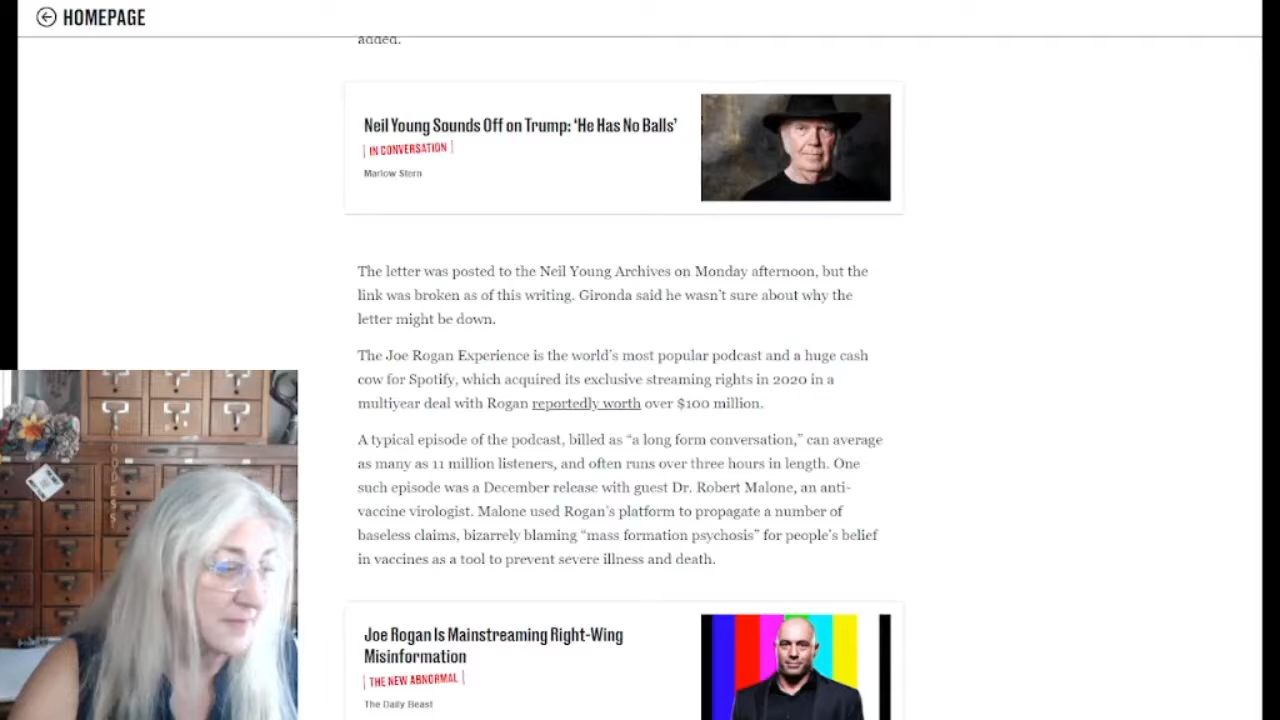 HOMEPAGE
added.
Neil Young Sounds Off on Trump: ‘He Has No Balls’
IN CONVERSATION
Marlow Stern
The letter was posted to the Neil Young Archives on Monday afternoon, but the
link was broken as of this writing. Gironda said he wasn’t sure about why the
letter might be down.
The Joe Rogan Experience is the world’s most popular podcast and a huge cash
cow for Spotify, which acquired its exclusive streaming rights in 2020 in a
multiyear deal with Rogan reportedly worth over $100 million.
A typical episode of the podcast, billed as “a long form conversation,” can average
as many as 11 million listeners, and often runs over three hours in length. One
such episode was a December release with guest Dr. Robert Malone, an anti-
vaccine virologist. Malone used Rogan’s platform to propagate a number of
baseless claims, bizarrely blaming “mass formation psychosis” for people’s belief
in vaccines as a tool to prevent severe illness and death.
Joe Rogan Is Mainstreaming Right-Wing
Misinformation
THE NEW ABNORMAL
The Daily Beast